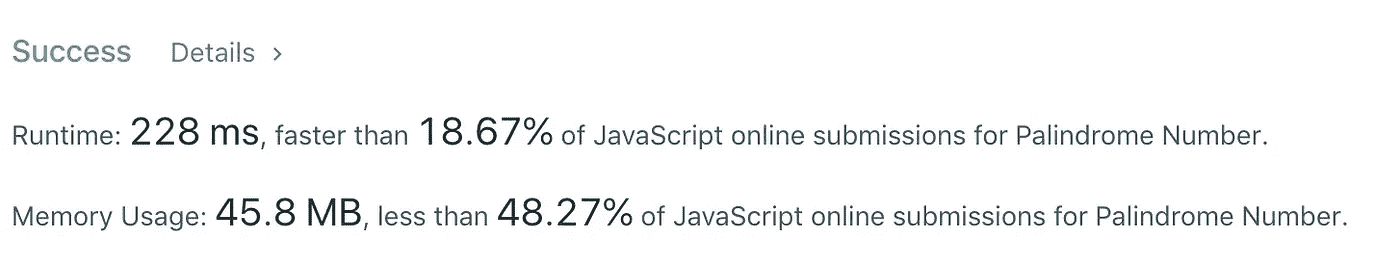 Success Details >
Runtime: 228 ms, faster than 18.67% of JavaScript online submissions for Palindrome Number.
Memory Usage: 45.8 MB, less than 48.27% of JavaScript online submissions for Palindrome Number.